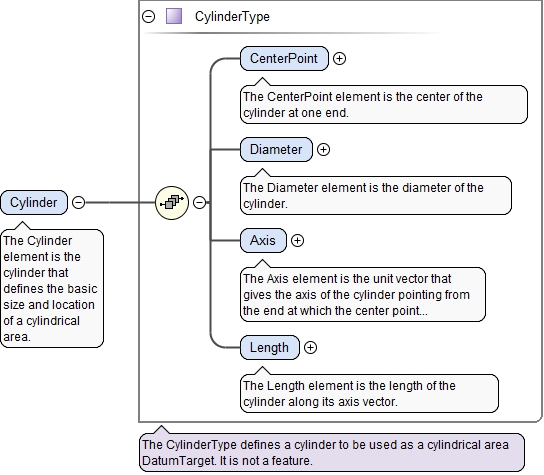 CylinderType
CenterPoint
The CenterPoint element is the center of the
cylinder at one end.
Diameter
The Diameter element is the diameter of the
cylinder.
Cylinder
The Cylinder
element is the
cylinder that
defines the basic
size and location
of a cylindrical
area.
Axis
The Axis element is the unit vector that
gives the axis of the cylinder pointing from
the end at which the center point...
Length
The Length element is the length of the
cylinder along its axis vector.
The CylinderType defines a cylinder to be used as a cylindrical area
DatumTarget. It is not a feature.